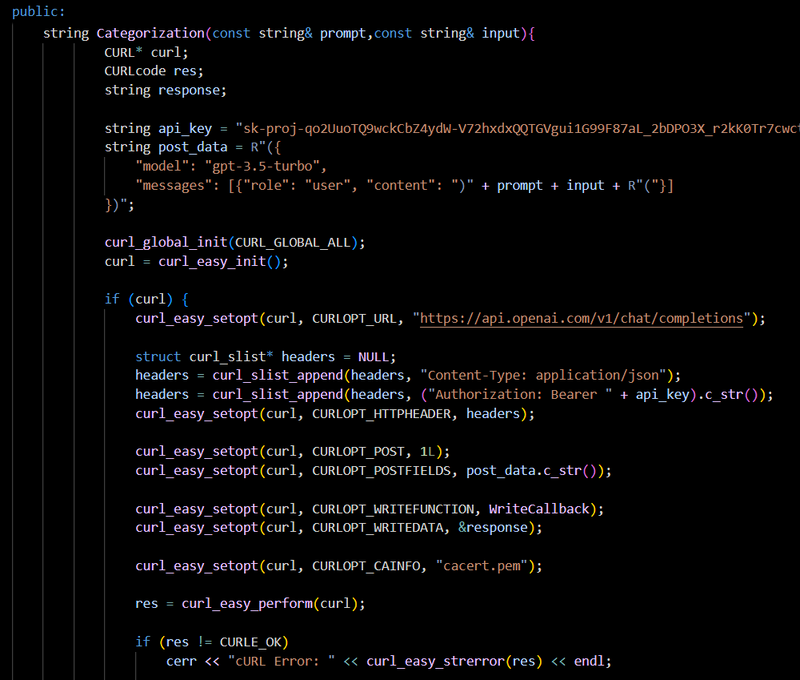 public:
string Categorization(const string& prompt,const string& input){
CURL* curl;
CURLcode res;
string response;
string api_key = "
string post_data = R"({
"model": "gpt-3.5-turbo",
"messages": [{"role": "user", "content": ")" + prompt + input + R"("}]
})";
curl_global_init(CURL_GLOBAL_ALL);
curl = curl_easy_init();
if (curl) {
curl_easy_setopt(curl, CURLOPT_URL, "https://api.openai.com/v1/chat/completions");
struct curl_slist* headers = NULL;
headers = curl_slist_append(headers, "Content-Type: application/json");
headers = curl_slist_append(headers, ("Authorization: Bearer " + api_key).c_str());
curl_easy_setopt(curl, CURLOPT_HTTPHEADER, headers);
curl_easy_setopt(curl, CURLOPT_POST, 1L);
curl_easy_setopt(curl, CURLOPT_POSTFIELDS, post_data.c_str());
curl_easy_setopt(curl, CURLOPT_WRITEFUNCTION, WriteCallback);
curl_easy_setopt(curl, CURLOPT_WRITEDATA, &response);
curl_easy_setopt(curl, CURLOPT_CAINFO, "cacert.pem");
res = curl_easy_perform(curl);
if (res != CURLE_OK)
cerr << "cURL Error: " << curl_easy_strerror(res) << endl;